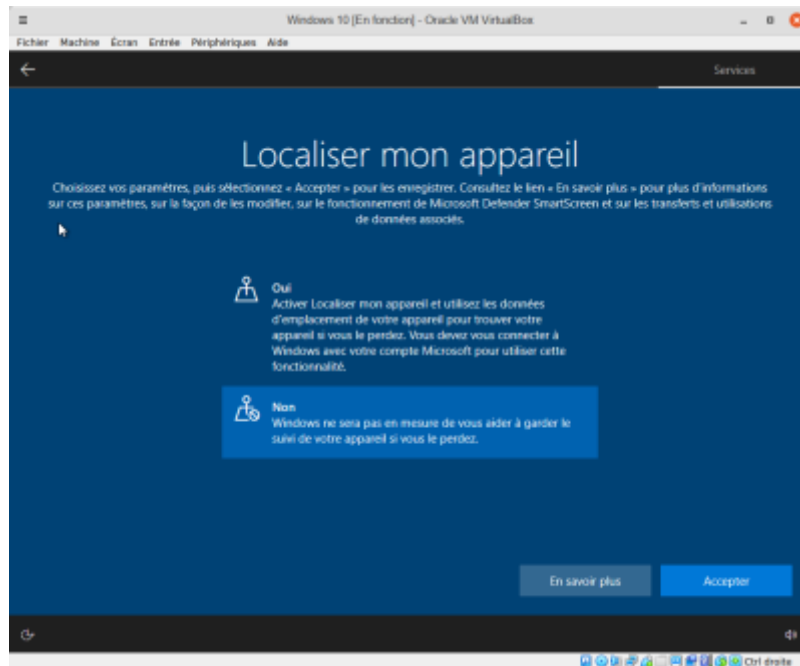 Windows 10 [En fonction] - Oracle VM VirtualBox
Fichier Machine Écran Entrée Périphériques Aide
Services
Localiser mon appareil
Choisissez vos paramètres, puis sélectionnez « Accepter » pour les enregistrer. Consultez le lien « En savoir plus » pour plus d'informations
sur ces paramètres, sur la façon de les modifier, sur le fonctionnement de Microsoft Defender SmartScreen et sur les transferts et utilisations
de données associés.
Oui
Activer Localiser mon appareil et utilisez les données
d'emplacement de votre appareil pour trouver votre
appareil si vous le perdez. Vous devez vous connecter à
Windows avec votre compte Microsoft pour utiliser cette
fonctionnalité.
Non
Windows ne sera pas en mesure de vous aider à garder le
suivi de votre appareil si vous le perdez.
En savoir plus
Accepter
Ctrl droite